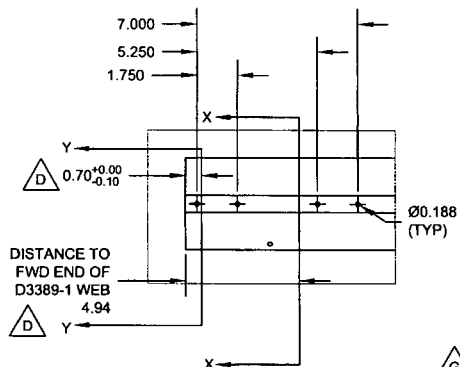 7.000
5.250
1.750
X
Y
D 0.70 +0.00 -0.10
Ø0.188
(TYP)
DISTANCE TO
FWD END OF
D3389-1 WEB
4.94
D
Y
X